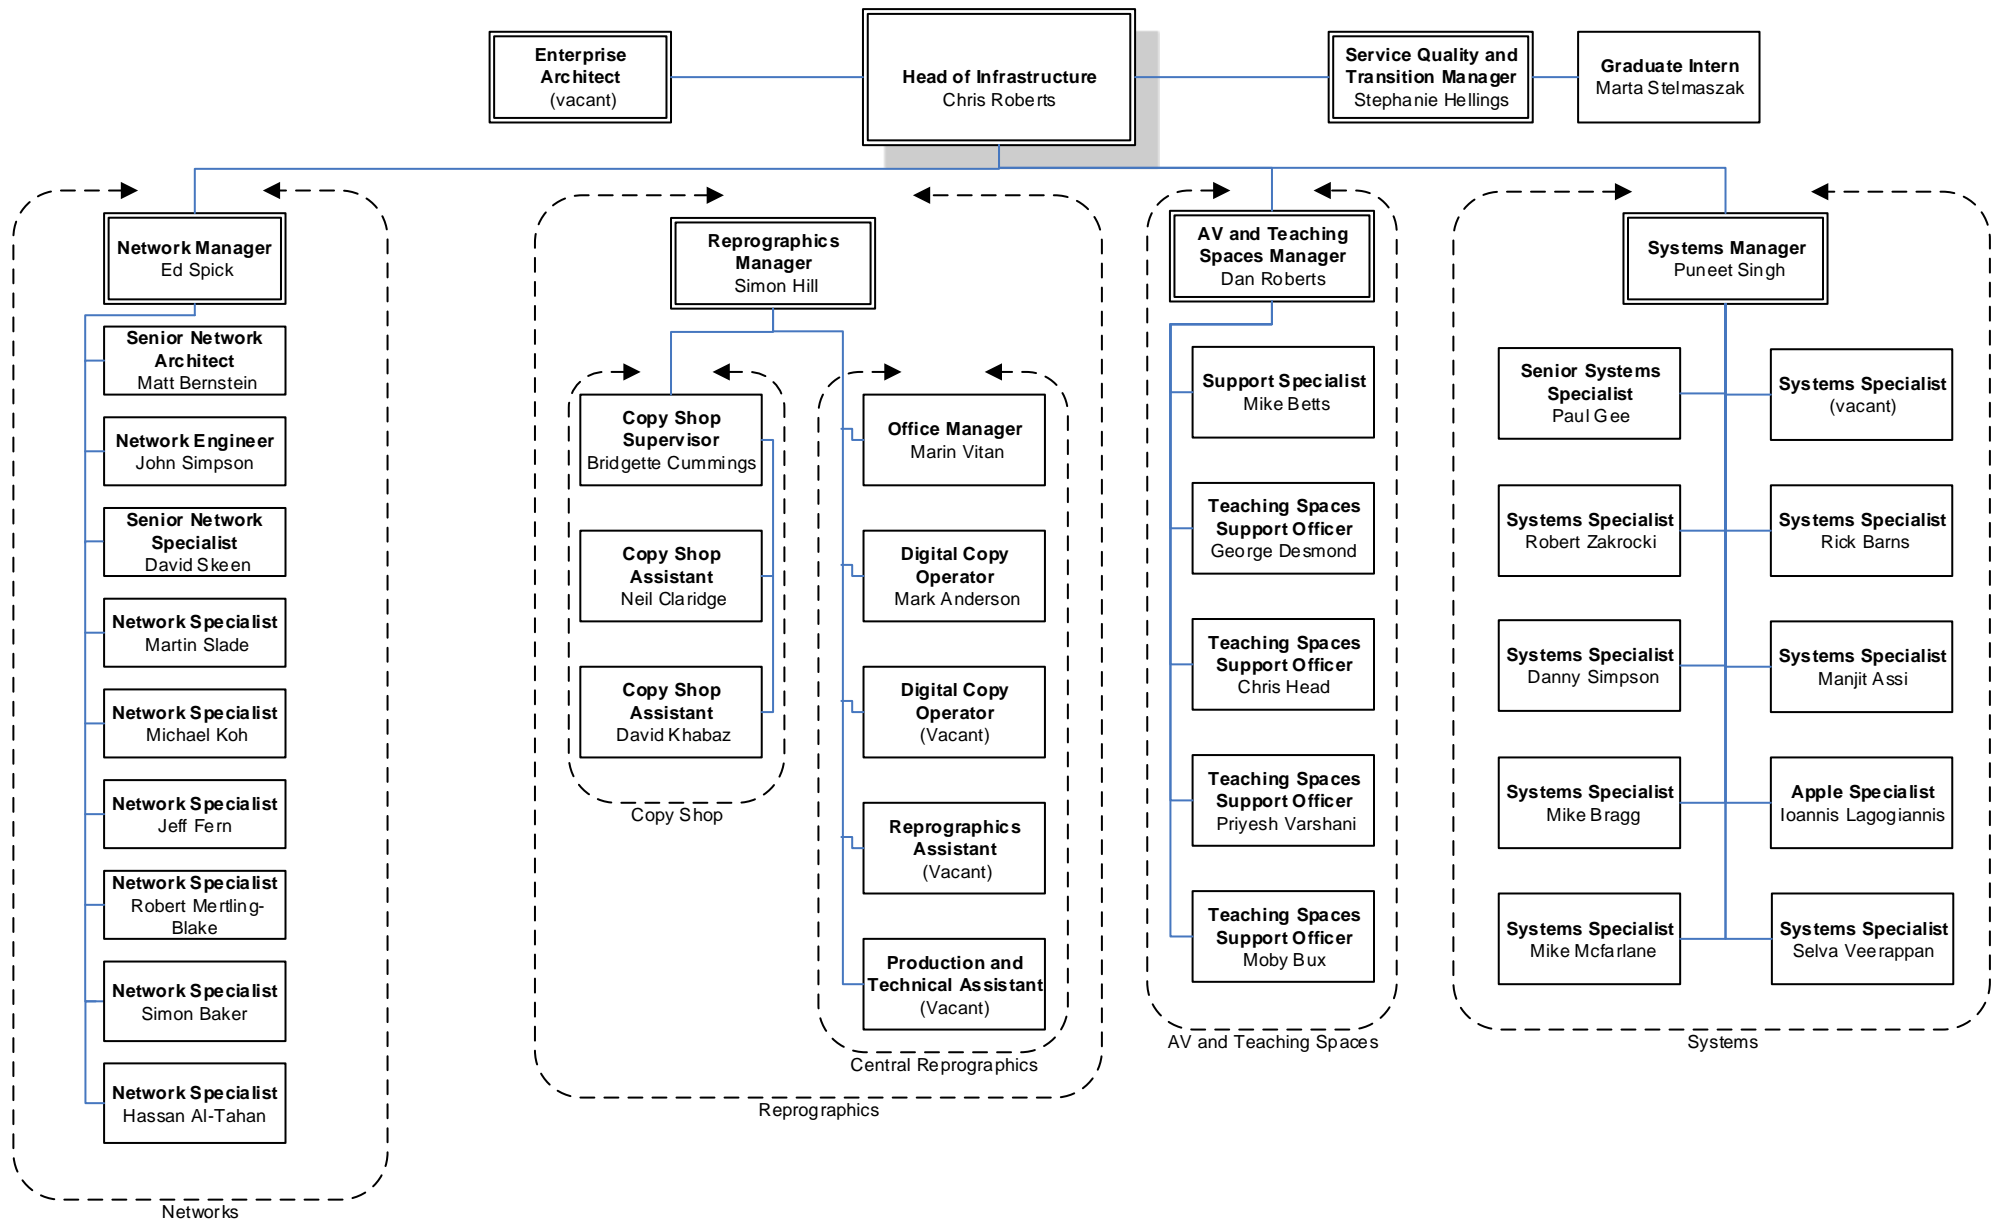 Enterprise
Architect
(vacant)
Head of Infrastructure
Chris Roberts
Service Quality and
Transition Manager
Stephanie Hellings
Graduate Intern
Marta Stelmaszak
Network Manager
Ed Spick
Senior Network
Architect
Matt Bernstein
Network Engineer
John Simpson
Senior Network
Specialist
David Skeen
Network Specialist
Martin Slade
Network Specialist
Michael Koh
Network Specialist
Jeff Fern
Network Specialist
Robert Mertling-
Blake
Network Specialist
Simon Baker
Network Specialist
Hassan Al-Tahan
Networks
Reprographics
Manager
Simon Hill
Copy Shop
Supervisor
Bridgette Cummings
Copy Shop
Assistant
Neil Claridge
Copy Shop
Assistant
David Khabaz
Copy Shop
Office Manager
Marin Vitan
Digital Copy
Operator
Mark Anderson
Digital Copy
Operator
(Vacant)
Reprographics
Assistant
(Vacant)
Production and
Technical Assistant
(Vacant)
Central Reprographics
Reprographics
AV and Teaching
Spaces Manager
Dan Roberts
Support Specialist
Mike Betts
Teaching Spaces
Support Officer
George Desmond
Teaching Spaces
Support Officer
Chris Head
Teaching Spaces
Support Officer
Priyesh Varshani
Teaching Spaces
Support Officer
Moby Bux
AV and Teaching Spaces
Systems Manager
Puneet Singh
Senior Systems
Specialist
Paul Gee
Systems Specialist
(vacant)
Systems Specialist
Robert Zakrocki
Systems Specialist
Rick Barns
Systems Specialist
Danny Simpson
Systems Specialist
Manjit Assi
Systems Specialist
Mike Bragg
Apple Specialist
Ioannis Lagogiannis
Systems Specialist
Mike Mcfarlane
Systems Specialist
Selva Veerappan
Systems